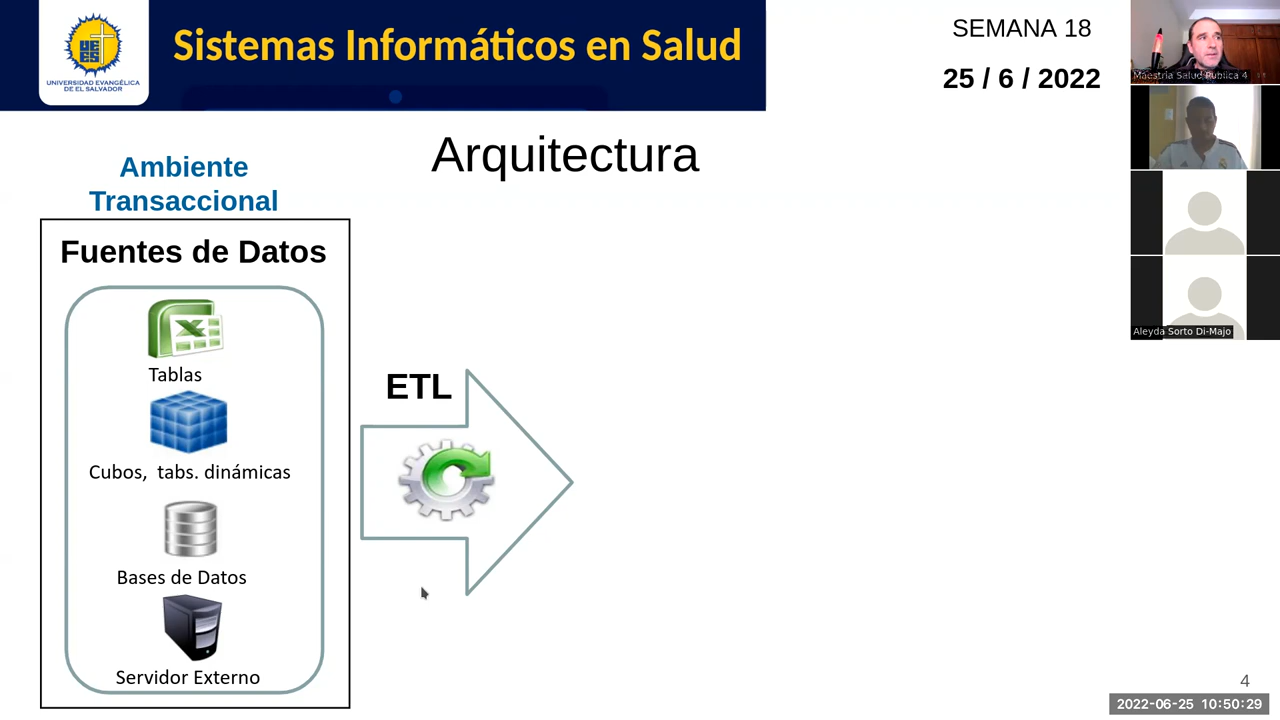 UNIVERSIDAD EVANGÉLICA
DE EL SALVADOR
Sistemas Informáticos en Salud
SEMANA 18
25 / 6 / 2022
Maestria Salud Publica 4
Aleyda Sorto Di-Majo
Arquitectura
Ambiente
Transaccional
Fuentes de Datos
Tablas
Cubos, tabs. dinámicas
Bases de Datos
Servidor Externo
ETL
4
2022-06-25 10:50:29